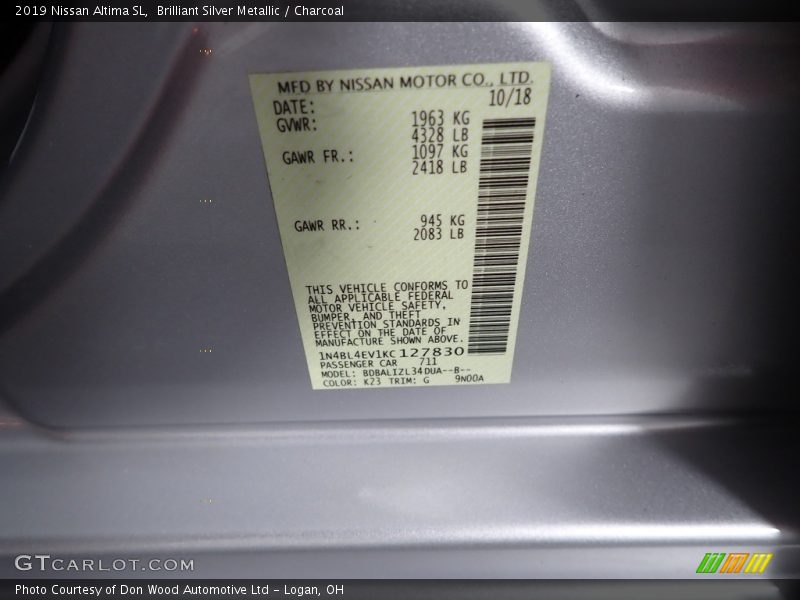 2019 Nissan Altima SL,  Brilliant Silver Metallic / Charcoal
MFD BY NISSAN MOTOR CO., LTD.
DATE: 10/18
GVWR: 1963 KG
4328 LB
GAWR FR.: 1097 KG
2418 LB
GAWR RR.: 945 KG
2083 LB
THIS VEHICLE CONFORMS TO
ALL APPLICABLE FEDERAL
MOTOR VEHICLE SAFETY,
BUMPER, AND THEFT
PREVENTION STANDARDS IN
EFFECT ON THE DATE OF
MANUFACTURE SHOWN ABOVE.
1N4BL4EV1KC127830
PASSENGER CAR 711
MODEL: BDBALIZL34DUA--B--
COLOR: K23 TRIM: G 9N00A
GTCARLOT.COM
Photo Courtesy of Don Wood Automotive Ltd - Logan, OH